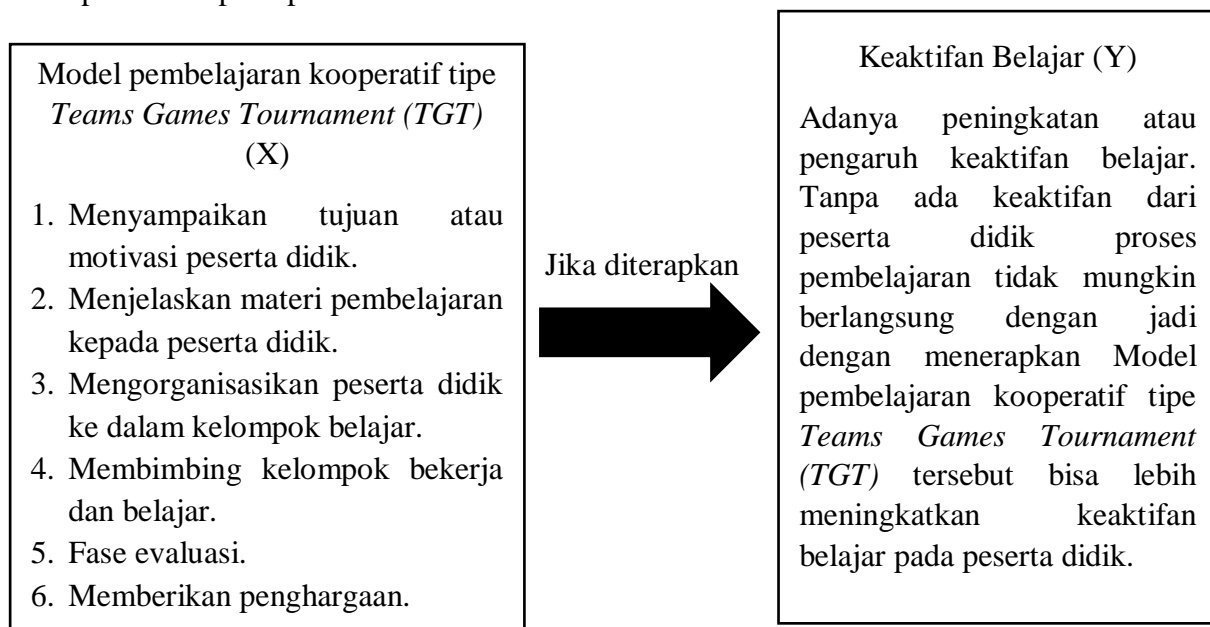 Model pembelajaran kooperatif tipe
Teams Games Tournament (TGT)
(X)
1. Menyampaikan tujuan atau
motivasi peserta didik.
2. Menjelaskan materi pembelajaran
kepada peserta didik.
3. Mengorganisasikan peserta didik
ke dalam kelompok belajar.
4. Membimbing kelompok bekerja
dan belajar.
5. Fase evaluasi.
6. Memberikan penghargaan.
Jika diterapkan
Keaktifan Belajar (Y)
Adanya peningkatan atau
pengaruh keaktifan belajar.
Tanpa ada keaktifan dari
peserta didik proses
pembelajaran tidak mungkin
berlangsung dengan jadi
dengan menerapkan Model
pembelajaran kooperatif tipe
Teams Games Tournament
(TGT) tersebut bisa lebih
meningkatkan keaktifan
belajar pada peserta didik.